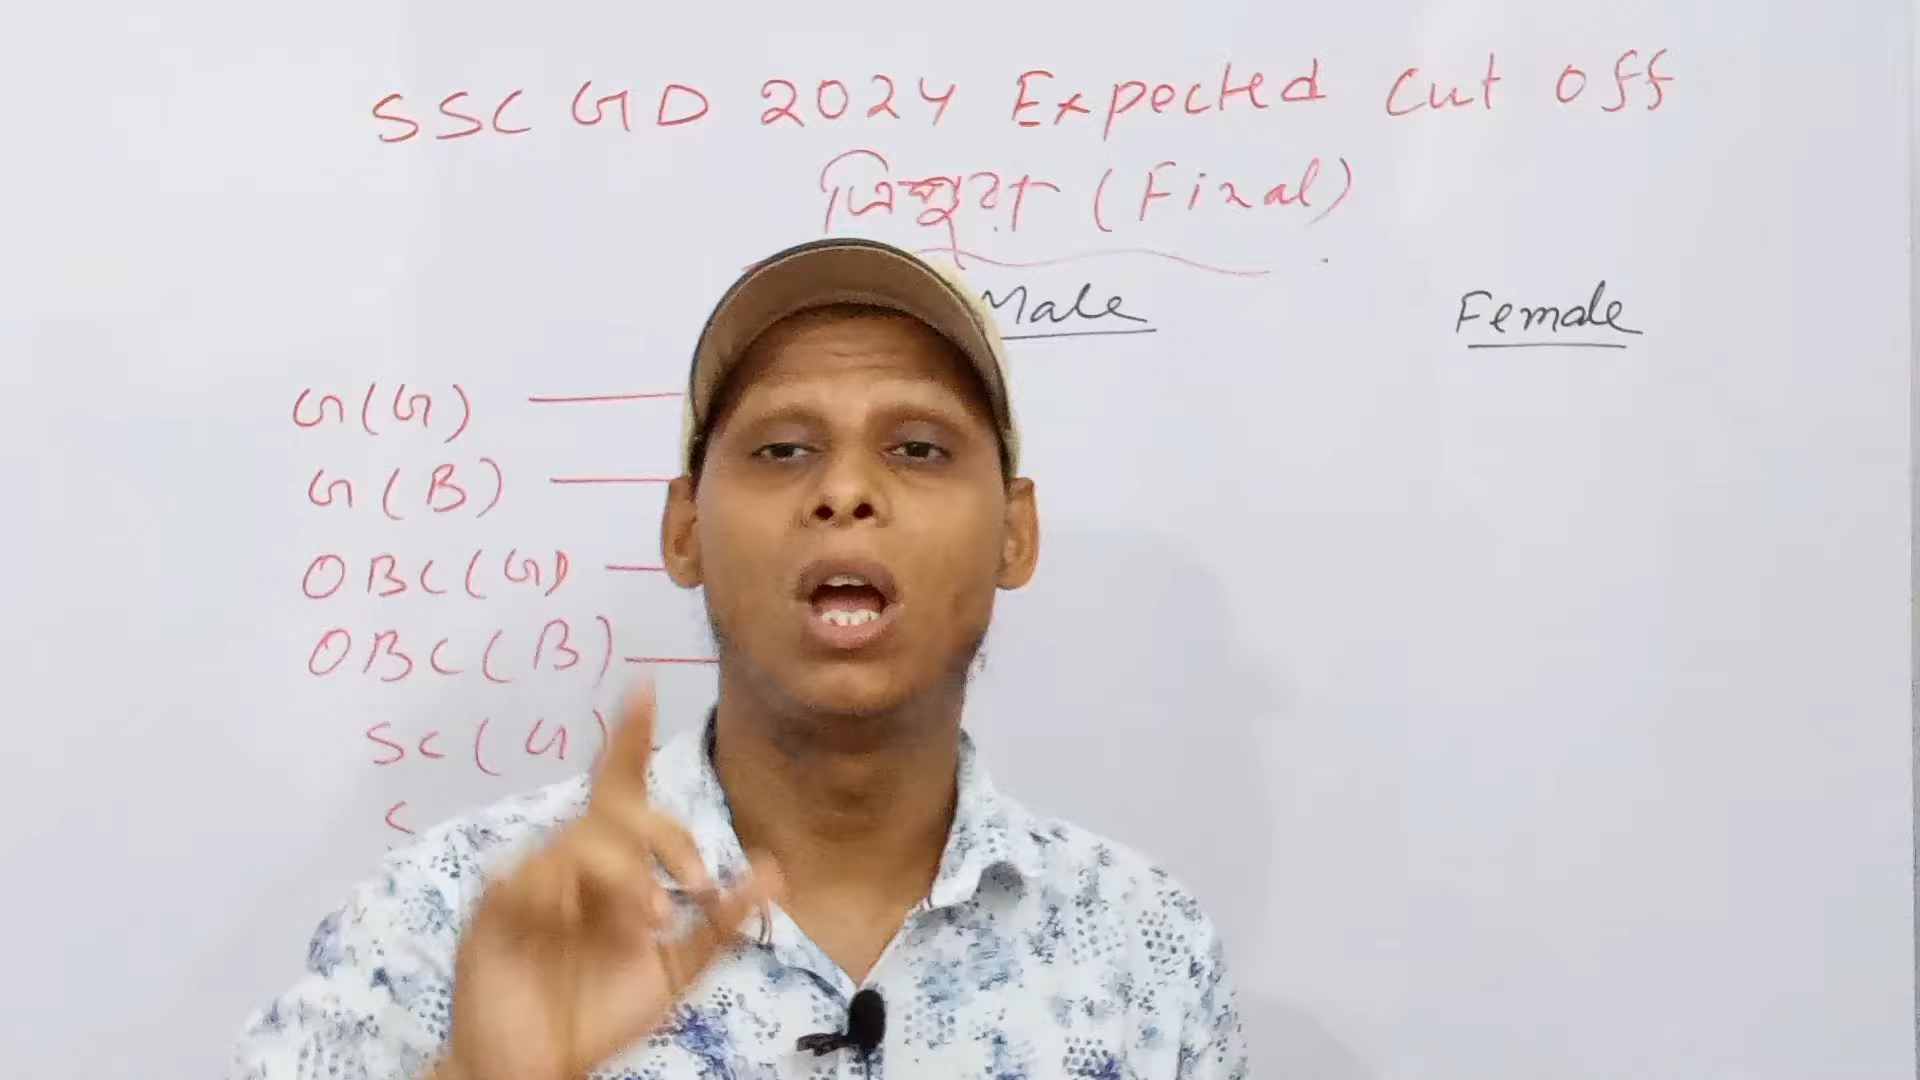 SSC GD 2024 Expected Cut Off
ত্রিপুরা (Final)
Male Female
G(G)
G(B)
OBC(G)
OBC(B)
SC(G)